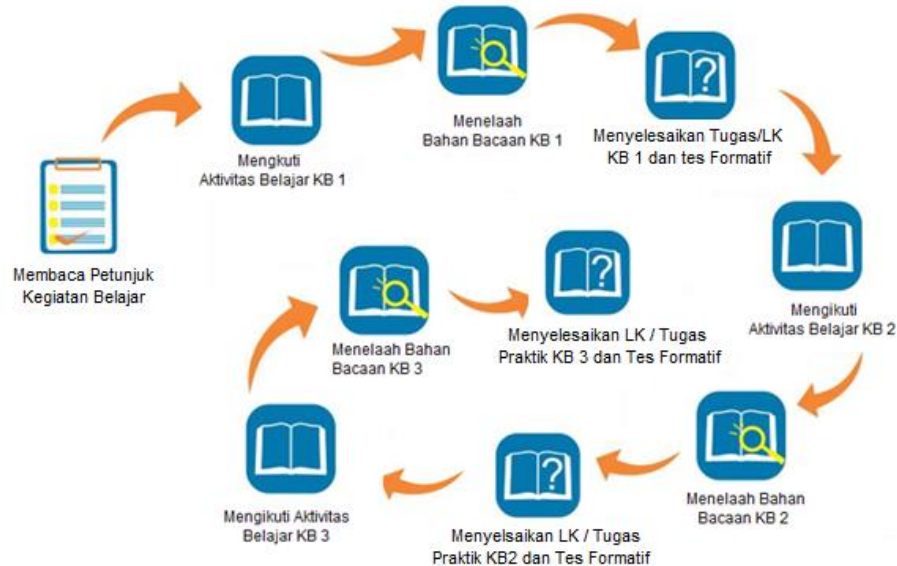 Membaca Petunjuk
Kegiatan Belajar
Mengkuti
Aktivitas Belajar KB 1
Menelaah
Bahan Bacaan KB 1
Menyelesaikan Tugas/LK
KB 1 dan tes Formatif
Mengikuti
Aktivitas Belajar KB 2
Menelaah Bahan
Bacaan KB 2
Menyelsaikan LK / Tugas
Praktik KB2 dan Tes Formatif
Mengikuti Aktivitas
Belajar KB 3
Menelaah Bahan
Bacaan KB 3
Menyelesaikan LK / Tugas
Praktik KB 3 dan Tes Formatif